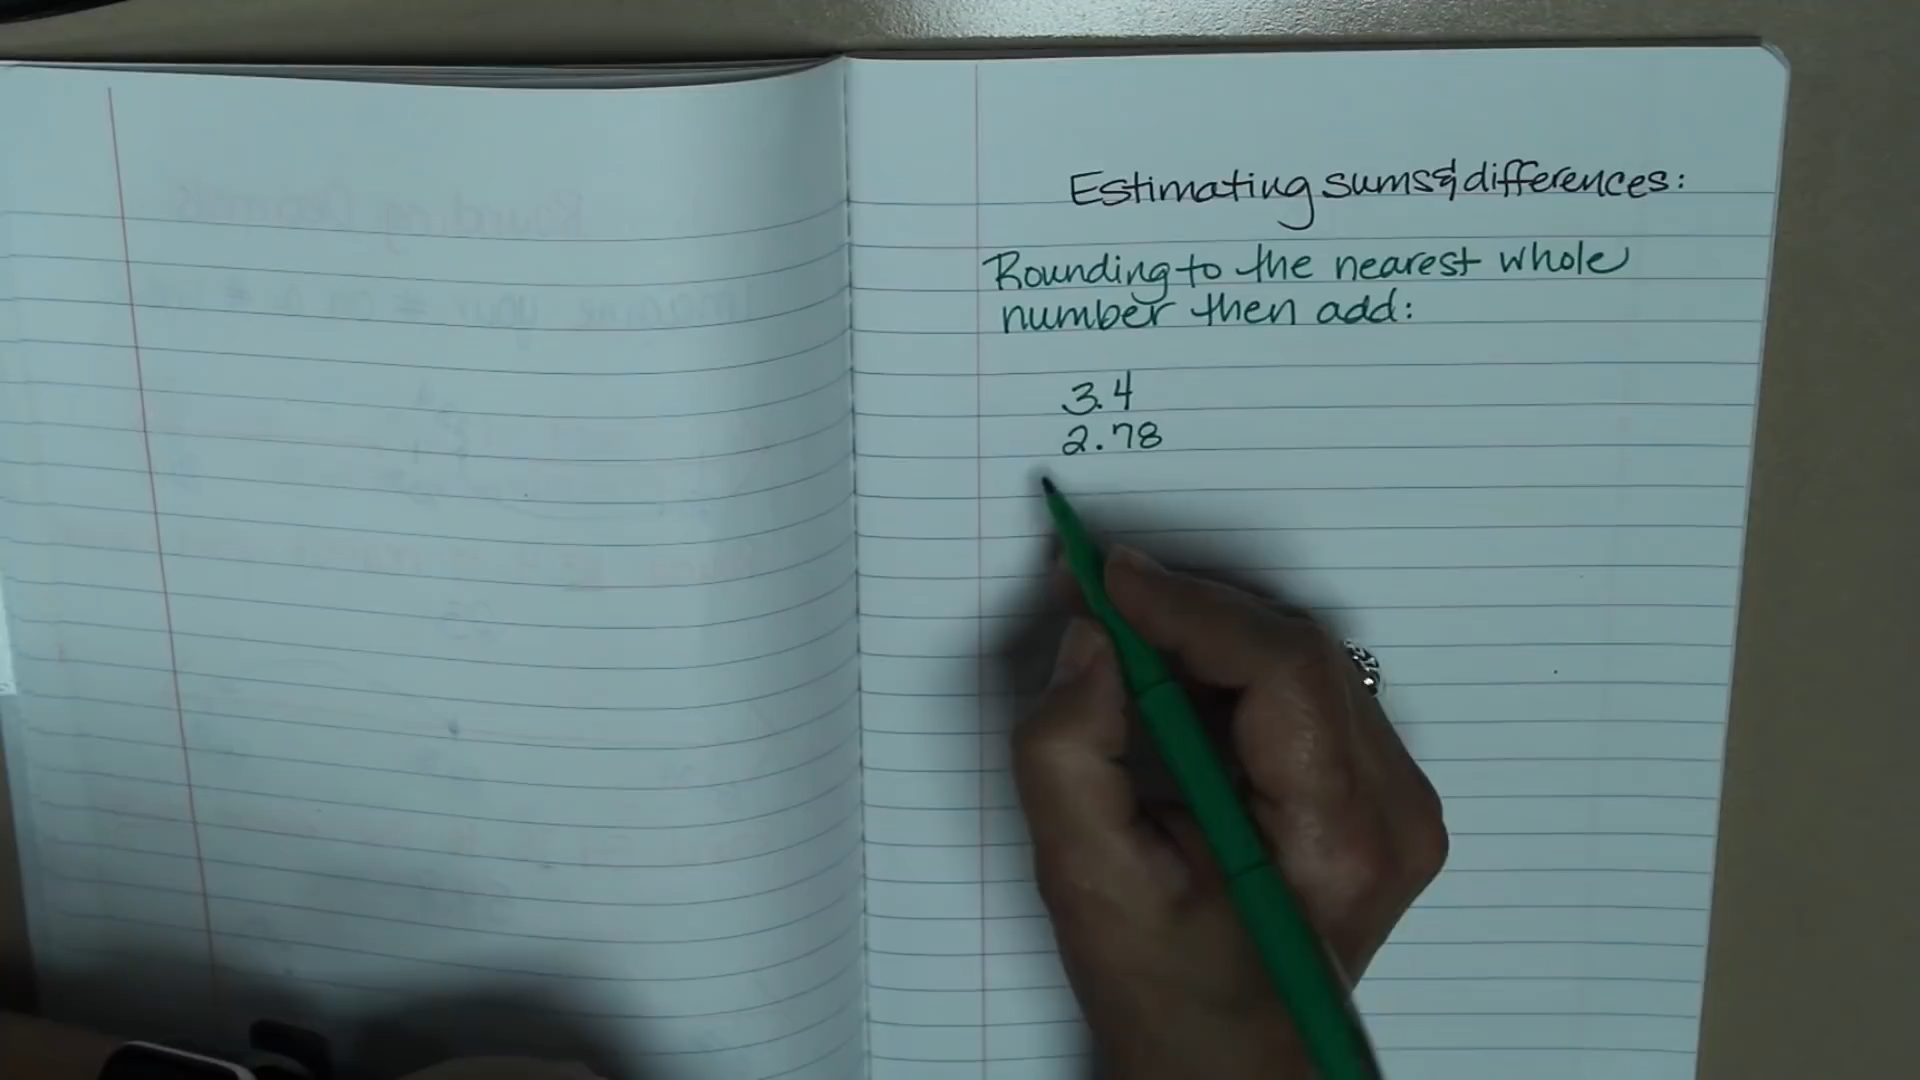 Estimating sums & differences:
Rounding to the nearest whole
number then add:
3.4
2.78